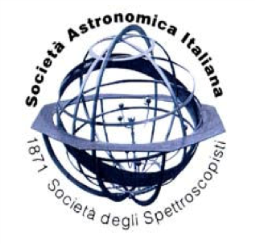 Società Astronomica Italiana
1871 Società degli Spettroscopisti